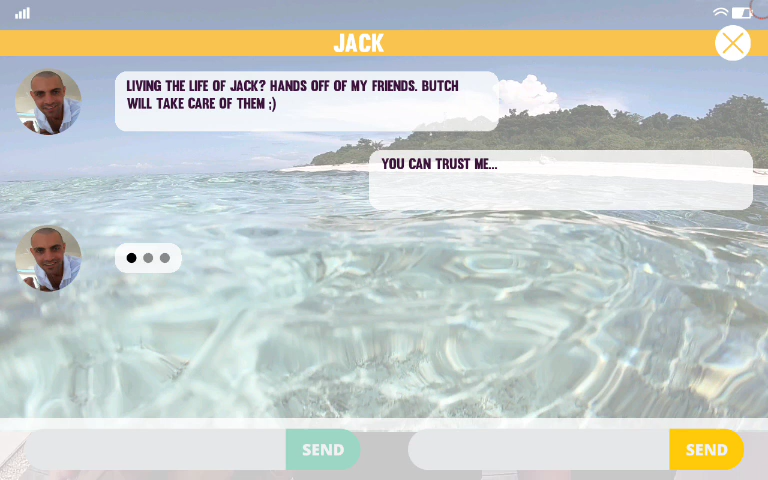 JACK
LIVING THE LIFE OF JACK? HANDS OFF OF MY FRIENDS. BUTCH
WILL TAKE CARE OF THEM ;)
YOU CAN TRUST ME...
SEND
SEND